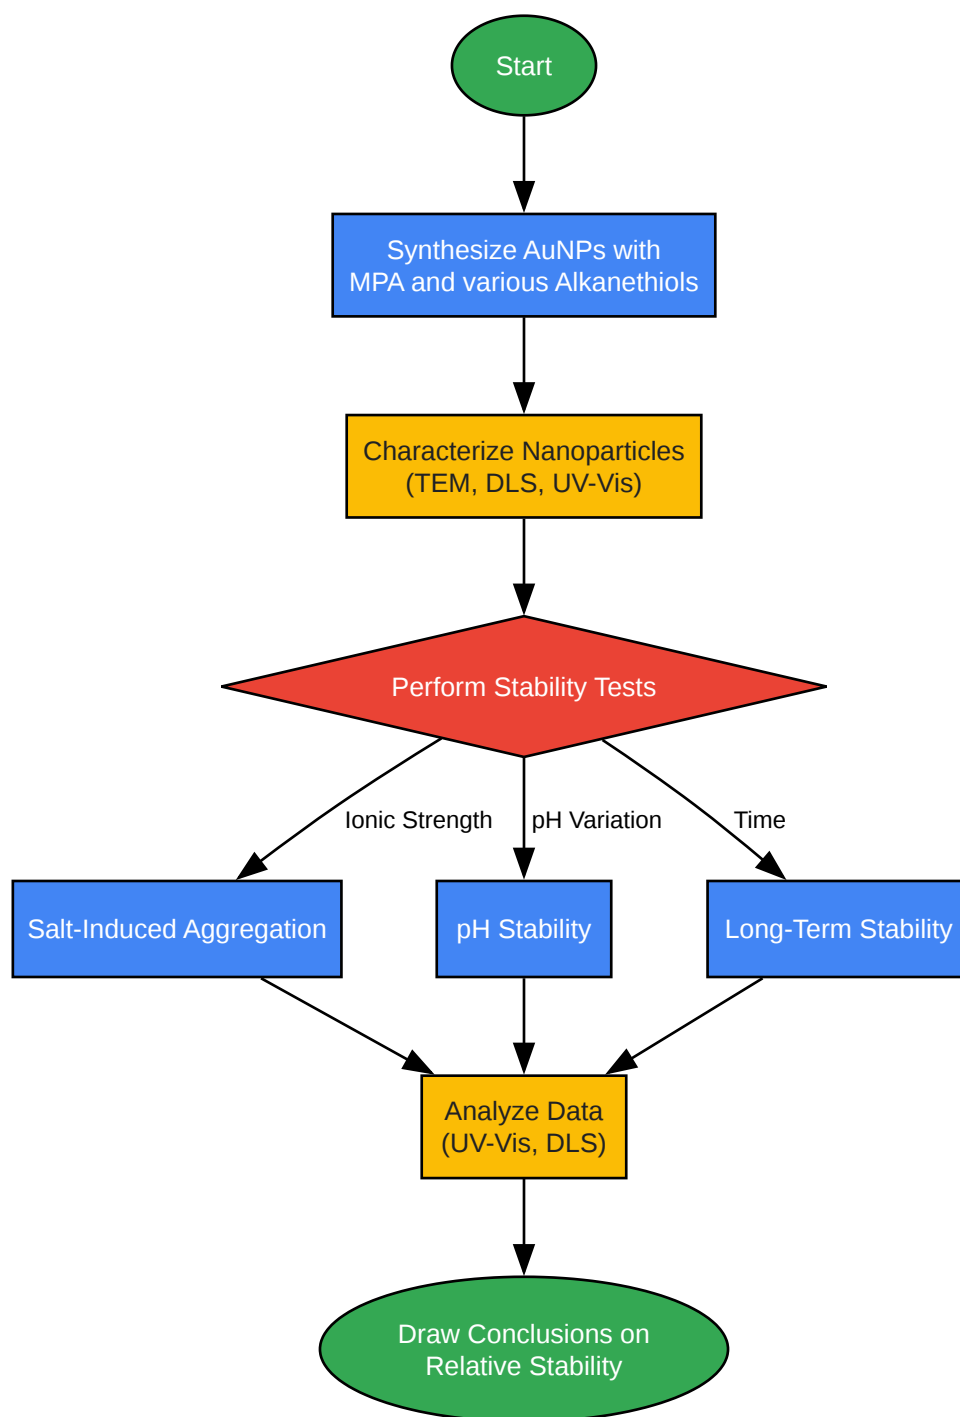 Start
Synthesize AuNPs with
MPA and various Alkanethiols
Characterize Nanoparticles
(TEM, DLS, UV-Vis)
Perform Stability Tests
Ionic Strength
pH Variation
Time
Salt-Induced Aggregation
pH Stability
Long-Term Stability
Analyze Data
(UV-Vis, DLS)
Draw Conclusions on
Relative Stability